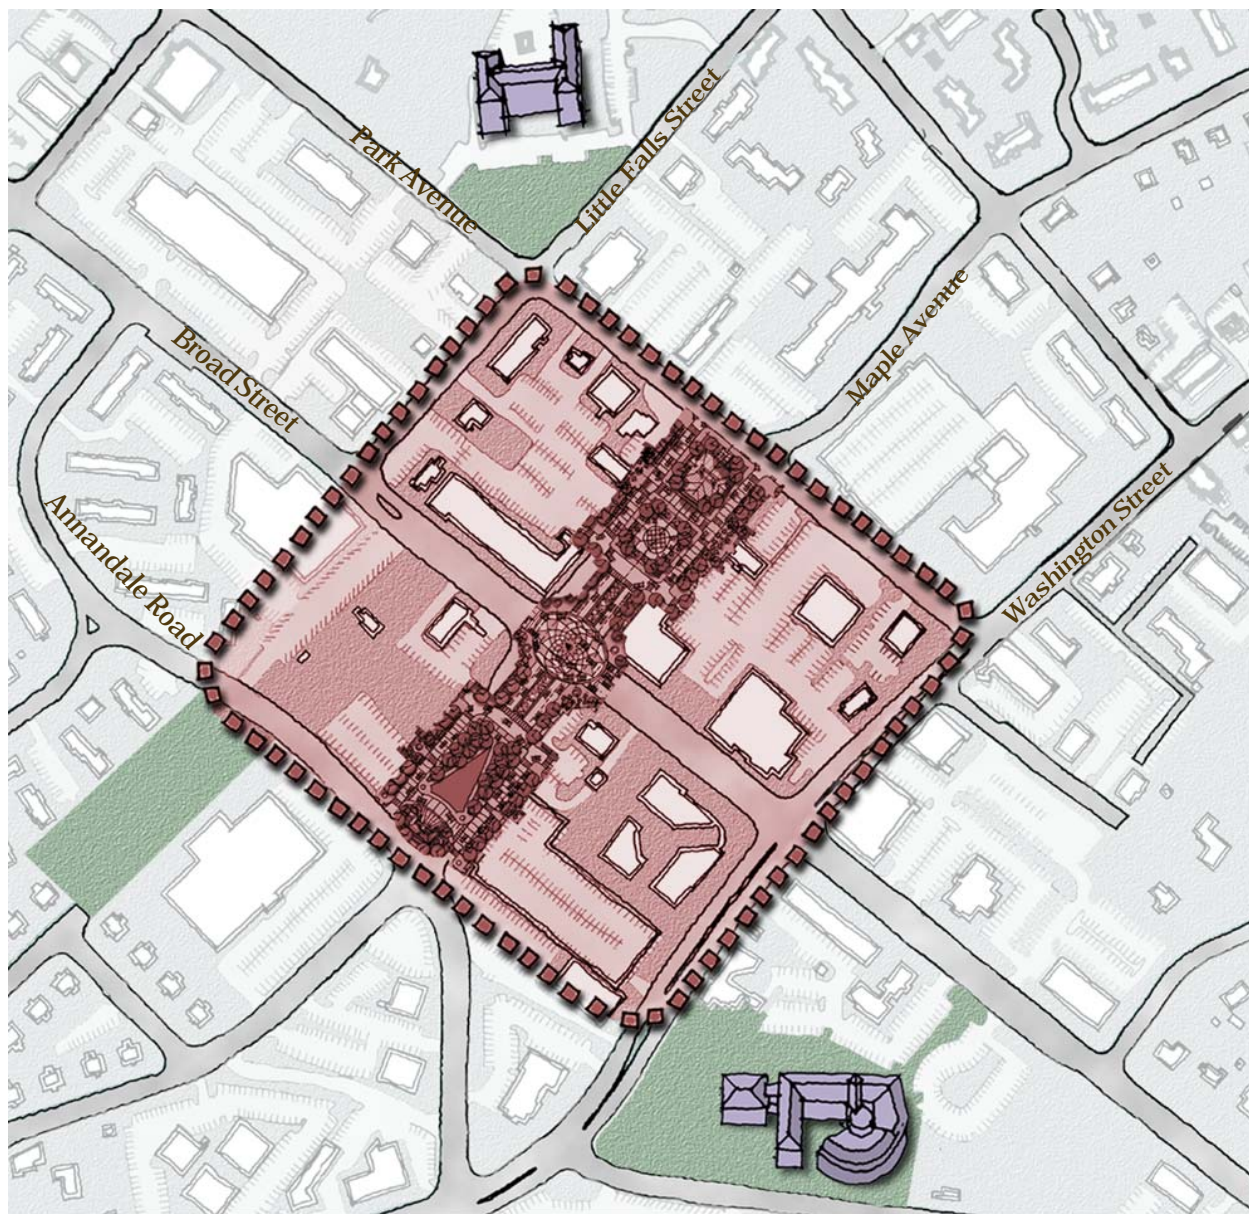 Park Avenue
Little Falls Street
Broad Street
Maple Avenue
Annandale Road
Washington Street